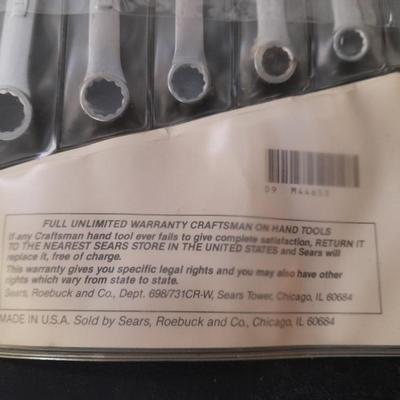 D9 M44653
FULL UNLIMITED WARRANTY CRAFTSMAN ON HAND TOOLS
If any Craftsman hand tool ever fails to give complete satisfaction, RETURN IT
TO THE NEAREST SEARS STORE IN THE UNITED STATES and Sears will
replace it, free of charge.
This warranty gives you specific legal rights and you may also have other
rights which vary from state to state.
Sears, Roebuck and Co., Dept. 698/731CR-W, Sears Tower, Chicago, IL 60684
MADE IN U.S.A. Sold by Sears, Roebuck and Co., Chicago, IL 60684